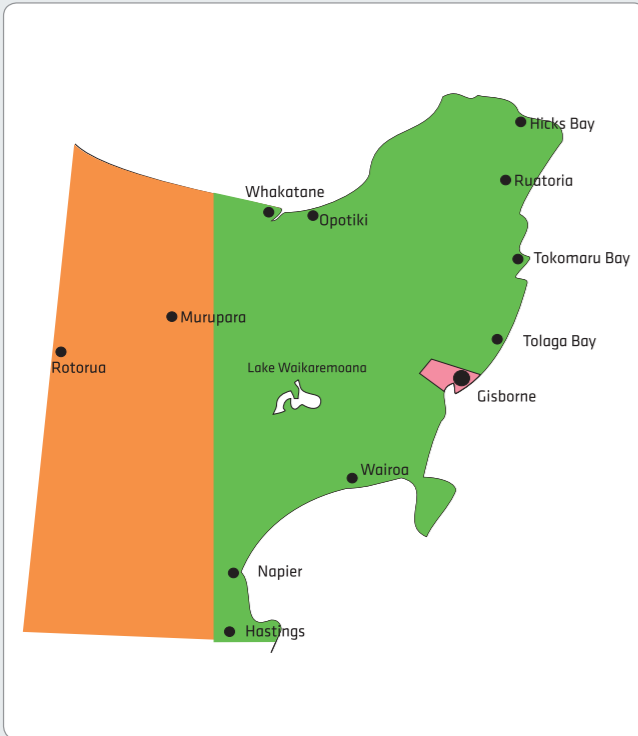 Hicks Bay
Ruatoria
Whakatane
Opotiki
Tokomaru Bay
Murupara
Tolaga Bay
Rotorua
Lake Waikaremoana
Gisborne
Wairoa
Napier
Hastings